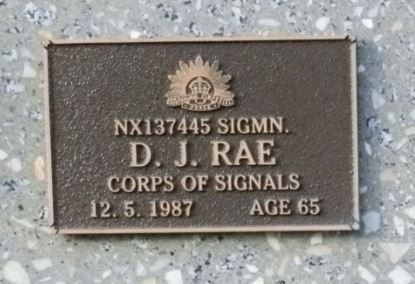 NX137445 SIGMN.
D. J. RAE
CORPS OF SIGNALS
12. 5. 1987 AGE 65